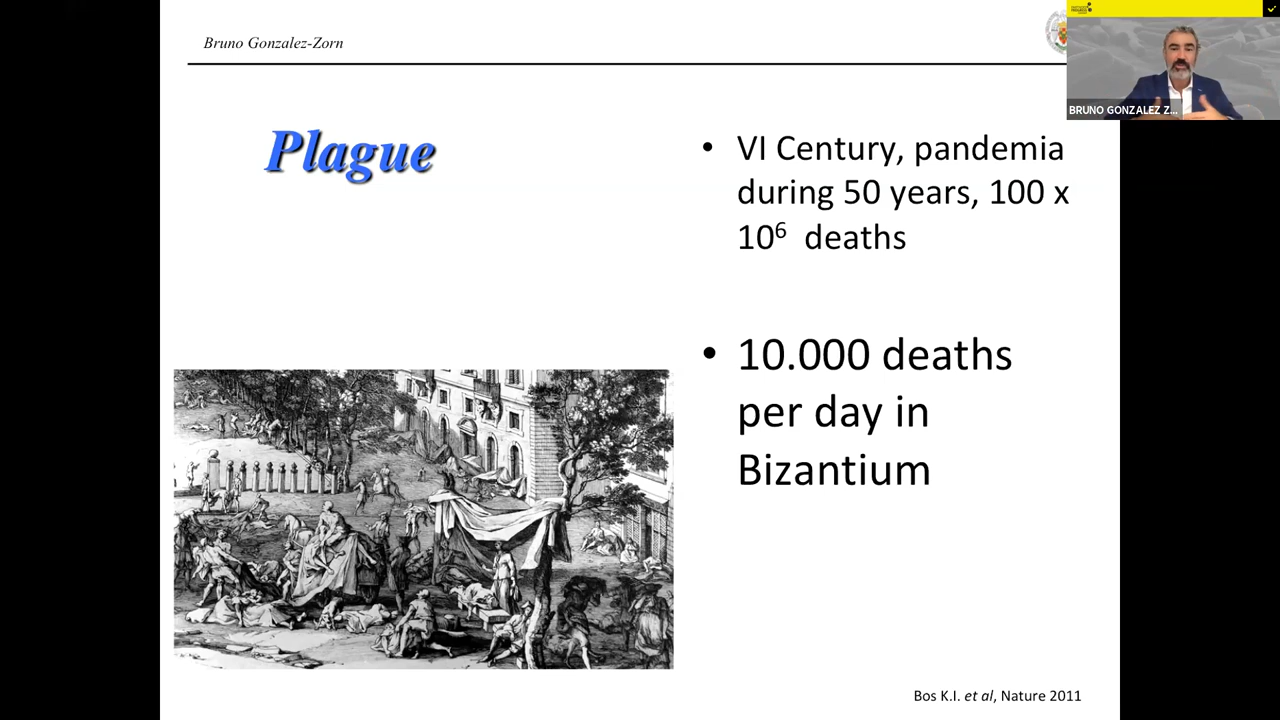 Bruno Gonzalez-Zorn
BRUNO GONZALEZ Z...
Plague
• VI Century, pandemia
during 50 years, 100 x
10⁶ deaths
• 10.000 deaths
per day in
Bizantium
Bos K.I. et al, Nature 2011